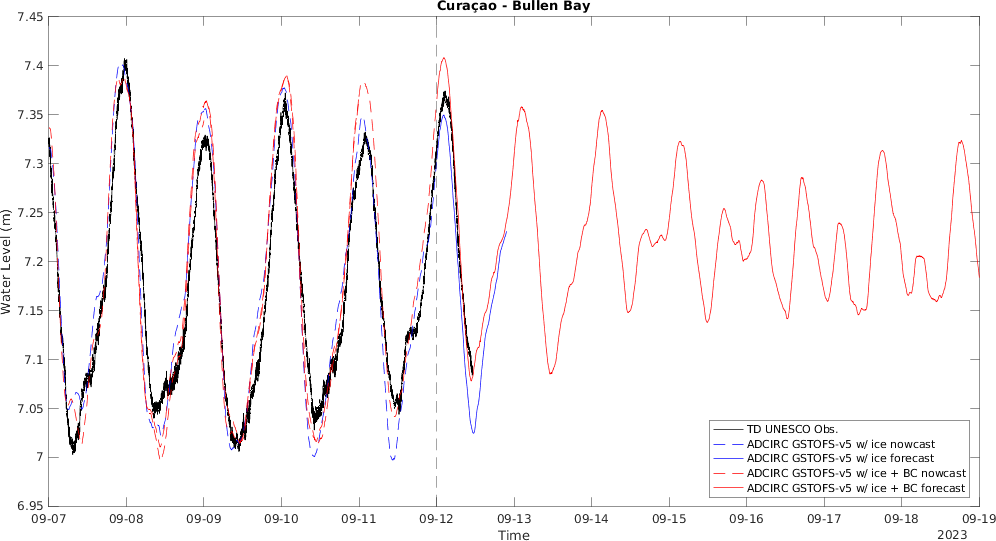 Curaçao - Bullen Bay
7.45
7.4
7.35
7.3
7.25
7.2
7.15
7.1
7.05
7
6.95
Water Level (m)
09-07 09-08 09-09 09-10 09-11 09-12 09-13 09-14 09-15 09-16 09-17 09-18 09-19
Time
2023
TD UNESCO Obs.
ADCIRC GSTOFS-v5 w/ ice nowcast
ADCIRC GSTOFS-v5 w/ ice forecast
ADCIRC GSTOFS-v5 w/ ice + BC nowcast
ADCIRC GSTOFS-v5 w/ ice + BC forecast